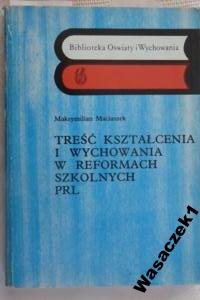 Biblioteka Oświaty i Wychowania
Maksymilian Maciaszek
TREŚĆ KSZTAŁCENIA
I WYCHOWANIA
W REFORMACH
SZKOLNYCH
PRL
Wasaczek1